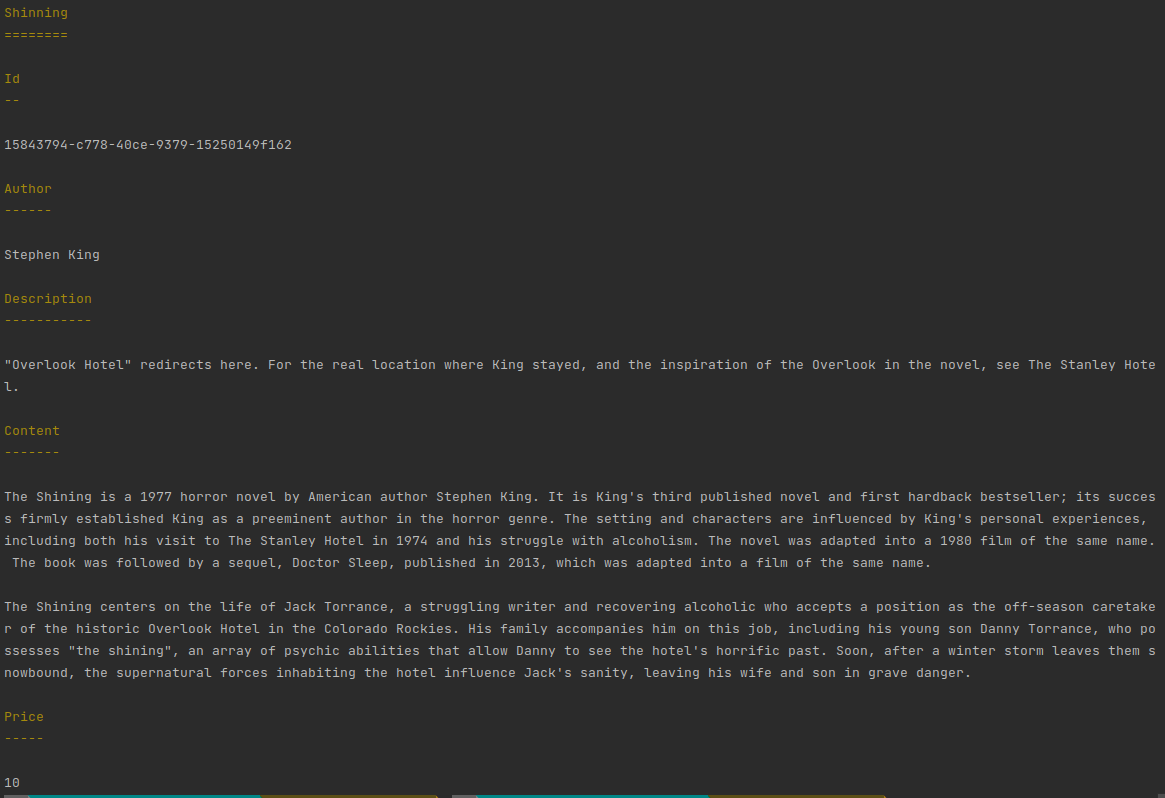 Shinning
========
Id
--
15843794-c778-40ce-9379-15250149f162
Author
------
Stephen King
Description
-----------
"Overlook Hotel" redirects here. For the real location where King stayed, and the inspiration of the Overlook in the novel, see The Stanley Hote
l.
Content
-------
The Shining is a 1977 horror novel by American author Stephen King. It is King's third published novel and first hardback bestseller; its succes
s firmly established King as a preeminent author in the horror genre. The setting and characters are influenced by King's personal experiences,
including both his visit to The Stanley Hotel in 1974 and his struggle with alcoholism. The novel was adapted into a 1980 film of the same name.
 The book was followed by a sequel, Doctor Sleep, published in 2013, which was adapted into a film of the same name.
The Shining centers on the life of Jack Torrance, a struggling writer and recovering alcoholic who accepts a position as the off-season caretake
r of the historic Overlook Hotel in the Colorado Rockies. His family accompanies him on this job, including his young son Danny Torrance, who po
ssesses "the shining", an array of psychic abilities that allow Danny to see the hotel's horrific past. Soon, after a winter storm leaves them s
nowbound, the supernatural forces inhabiting the hotel influence Jack's sanity, leaving his wife and son in grave danger.
Price
-----
10